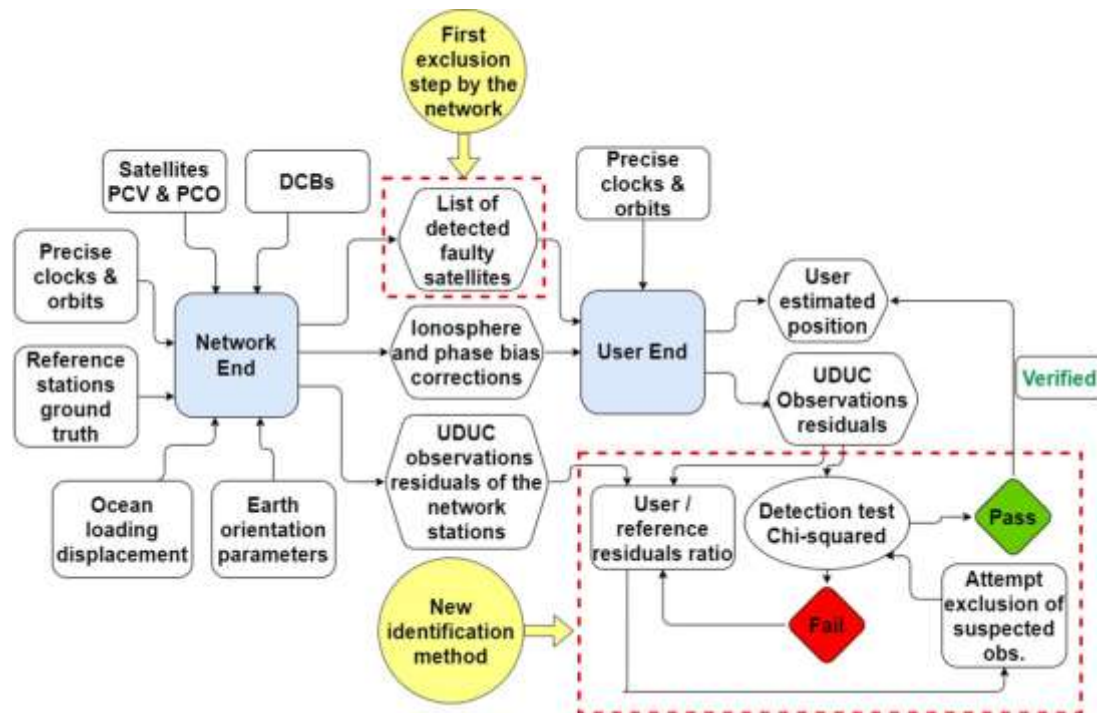 First
exclusion
step by the
network
Satellites
PCV & PCO
DCBs
Precise
clocks &
orbits
List of
detected
faulty
satellites
Precise
clocks &
orbits
User
estimated
position
Network
End
Ionosphere
and phase bias
corrections
User End
Reference
stations
ground
truth
Verified
UDUC
Observations
residuals
UDUC
observations
residuals of the
network
stations
Ocean
loading
displacement
Earth
orientation
parameters
User /
reference
residuals ratio
Detection test
Chi-squared
Pass
New
identification
method
Fail
Attempt
exclusion of
suspected
obs.